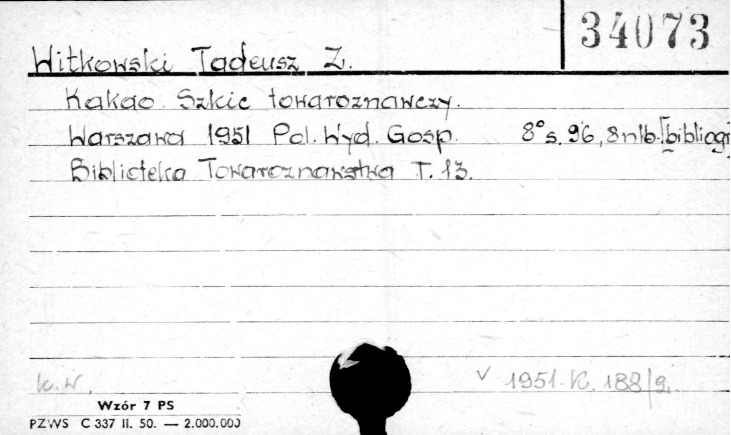 34073
Witkowski Tadeusz Z.
Kakao. Szkic towaroznawczy.
Warszawa 1951 Pol. Wyd. Gosp. 8° s. 96, 8 nlb. [bibliogr
Biblioteka Towaroznawstwa T. 13.
k.W. v 1951. K. 188/2.
Wzór 7 PS
PZWS C 337 II. 50. — 2.000.000